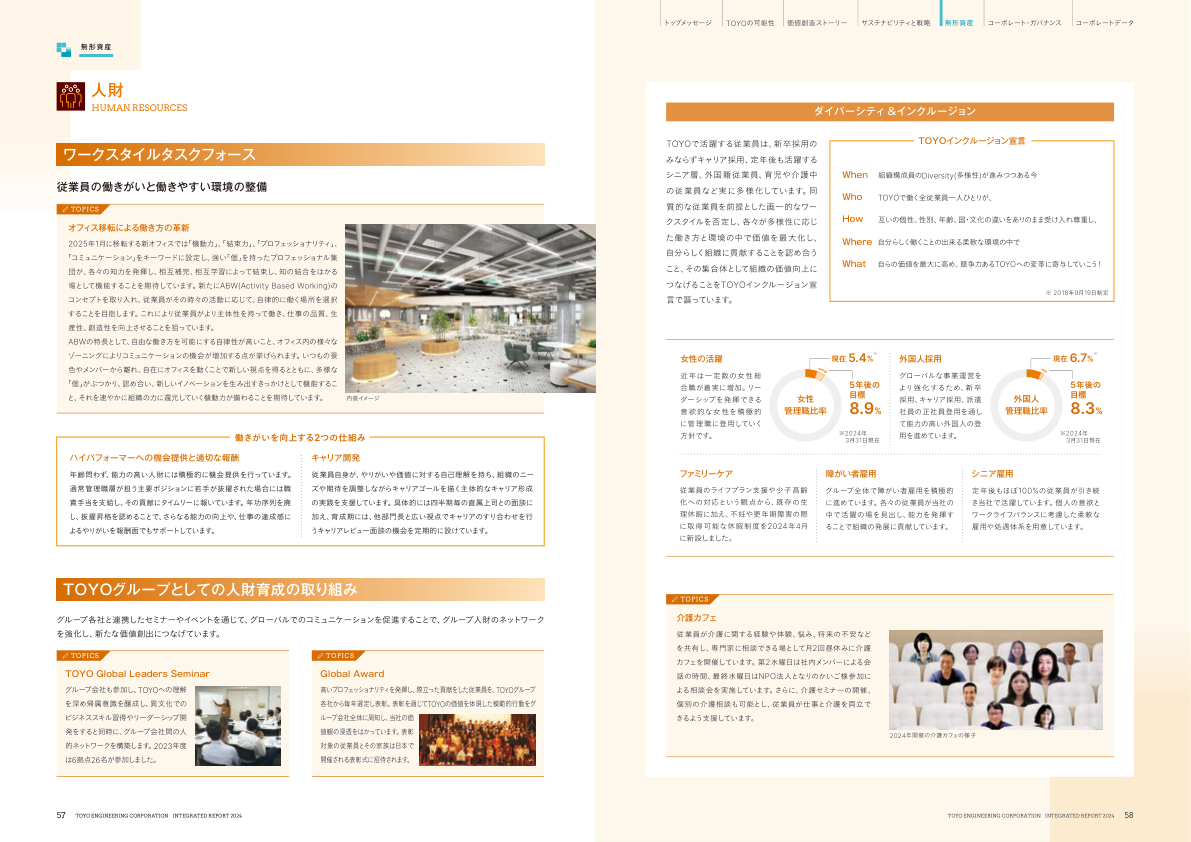 無形資産
人財
HUMAN RESOURCES
ワークスタイルタスクフォース
従業員の働きがいと働きやすい環境の整備
TOPICS
オフィス移転による働き方の革新
2025年1月に移転する新オフィスでは「機動力」、「結束力」、「プロフェッショナリティ」、
「コミュニケーション」をキーワードに設定し、強い「個」を持ったプロフェッショナル集
団が、各々の知力を発揮し、相互補完、相互学習によって結束し、知の結合をはかる
場として機能することを期待しています。新たにABW(Activity Based Working)の
コンセプトを取り入れ、従業員がその時々の活動に応じて、自律的に働く場所を選択
することを目指します。これにより従業員がより主体性を持って働き、仕事の品質、生
産性、創造性を向上させることを狙っています。
ABWの特長として、自由な働き方を可能にする自律性が高いこと、オフィス内の様々な
ゾーニングによりコミュニケーションの機会が増加する点が挙げられます。いつもの景
色やメンバーから離れ、自在にオフィスを動くことで新しい視点を得るとともに、多様な
「個」がぶつかり、認め合い、新しいイノベーションを生み出すきっかけとして機能するこ
と、それを速やかに組織の力に還元していく機動力が備わることを期待しています。
内装イメージ
働きがいを向上する2つの仕組み
ハイパフォーマーへの機会提供と適切な報酬
年齢問わず、能力の高い人財には積極的に機会提供を行っています。
通常管理職層が担う主要ポジションに若手が抜擢された場合には職
責手当を支給し、その貢献にタイムリーに報いています。年功序列を廃
し、抜擢昇格を認めることで、さらなる能力の向上や、仕事の達成感に
よるやりがいを報酬面でもサポートしています。
キャリア開発
従業員自身が、やりがいや価値に対する自己理解を持ち、組織のニー
ズや期待を調整しながらキャリアゴールを描く主体的なキャリア形成
の実践を支援しています。具体的には四半期毎の直属上司との面談に
加え、育成期には、他部門長と広い視点でキャリアのすり合わせを行
うキャリアレビュー面談の機会を定期的に設けています。
TOYOグループとしての人財育成の取り組み
グループ各社と連携したセミナーやイベントを通じて、グローバルでのコミュニケーションを促進することで、グループ人財のネットワーク
を強化し、新たな価値創出につなげています。
TOPICS
TOYO Global Leaders Seminar
グループ会社も参加し、TOYOへの理解
を深め帰属意識を醸成し、異文化での
ビジネススキル習得やリーダーシップ開
発をすると同時に、グループ会社間の人
的ネットワークを構築します。2023年度
は6拠点26名が参加しました。
TOPICS
Global Award
高いプロフェッショナリティを発揮し、際立った貢献をした従業員を、TOYOグループ
各社から毎年選定し表彰。表彰を通じてTOYOの価値を体現した模範的行動をグ
ループ会社全体に周知し、当社の価
値観の浸透をはかっています。表彰
対象の従業員とその家族は日本で
開催される表彰式に招待されます。
57 TOYO ENGINEERING CORPORATION INTEGRATED REPORT 2024
トップメッセージ
TOYOの可能性
価値創造ストーリー
サステナビリティと戦略
無形資産
コーポレート・ガバナンス
コーポレートデータ
ダイバーシティ＆インクルージョン
TOYOで活躍する従業員は、新卒採用の
みならずキャリア採用、定年後も活躍する
シニア層、外国籍従業員、育児や介護中
の従業員など実に多様化しています。同
質的な従業員を前提とした画一的なワー
クスタイルを否定し、各々が多様性に応じ
た働き方と環境の中で価値を最大化し、
自分らしく組織に貢献することを認め合う
こと、その集合体として組織の価値向上に
つなげることをTOYOインクルージョン宣
言で謳っています。
TOYOインクルージョン宣言
When 組織構成員のDiversity(多様性)が進みつつある今
Who TOYOで働く全従業員一人ひとりが、
How 互いの個性、性別、年齢、国・文化の違いをありのまま受け入れ尊重し、
Where 自分らしく働くことの出来る柔軟な環境の中で
What 自らの価値を最大に高め、競争力あるTOYOへの変革に寄与していこう！
※ 2018年9月19日制定
女性の活躍
近年は一定数の女性総
合職が着実に増加。リー
ダーシップを発揮できる
意欲的な女性を積極的
に管理職に登用していく
方針です。
現在 5.4%※
女性
管理職比率
5年後の
目標
8.9%
※2024年
3月31日現在
外国人採用
グローバルな事業運営を
より強化するため、新卒
採用、キャリア採用、派遣
社員の正社員登用を通し
て能力の高い外国人の登
用を進めています。
現在 6.7%※
外国人
管理職比率
5年後の
目標
8.3%
※2024年
3月31日現在
ファミリーケア
従業員のライフプラン支援や少子高齢
化への対応という観点から、既存の生
理休暇に加え、不妊や更年期障害の際
に取得可能な休暇制度を2024年4月
に新設しました。
障がい者雇用
グループ全体で障がい者雇用を積極的
に進めています。各々の従業員が当社の
中で活躍の場を見出し、能力を発揮す
ることで組織の発展に貢献しています。
シニア雇用
定年後もほぼ100%の従業員が引き続
き当社で活躍しています。個人の意欲と
ワークライフバランスに考慮した柔軟な
雇用や処遇体系を用意しています。
TOPICS
介護カフェ
従業員が介護に関する経験や体験、悩み、将来の不安など
を共有し、専門家に相談できる場として月2回昼休みに介護
カフェを開催しています。第2水曜日は社内メンバーによる会
話の時間、最終水曜日はNPO法人となりのかいご様参加に
よる相談会を実施しています。さらに、介護セミナーの開催、
個別の介護相談も可能とし、従業員が仕事と介護を両立で
きるよう支援しています。
2024年開催の介護カフェの様子
TOYO ENGINEERING CORPORATION INTEGRATED REPORT 2024 58